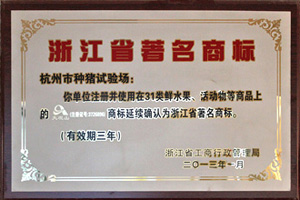 浙江省著名商标
杭州市种猪试验场：
你单位注册并使用在31类鲜水果、活动物等商品上
的 商标延续确认为浙江省著名商标。
（有效期三年）
浙江省工商行政管理局
二〇一三年一月